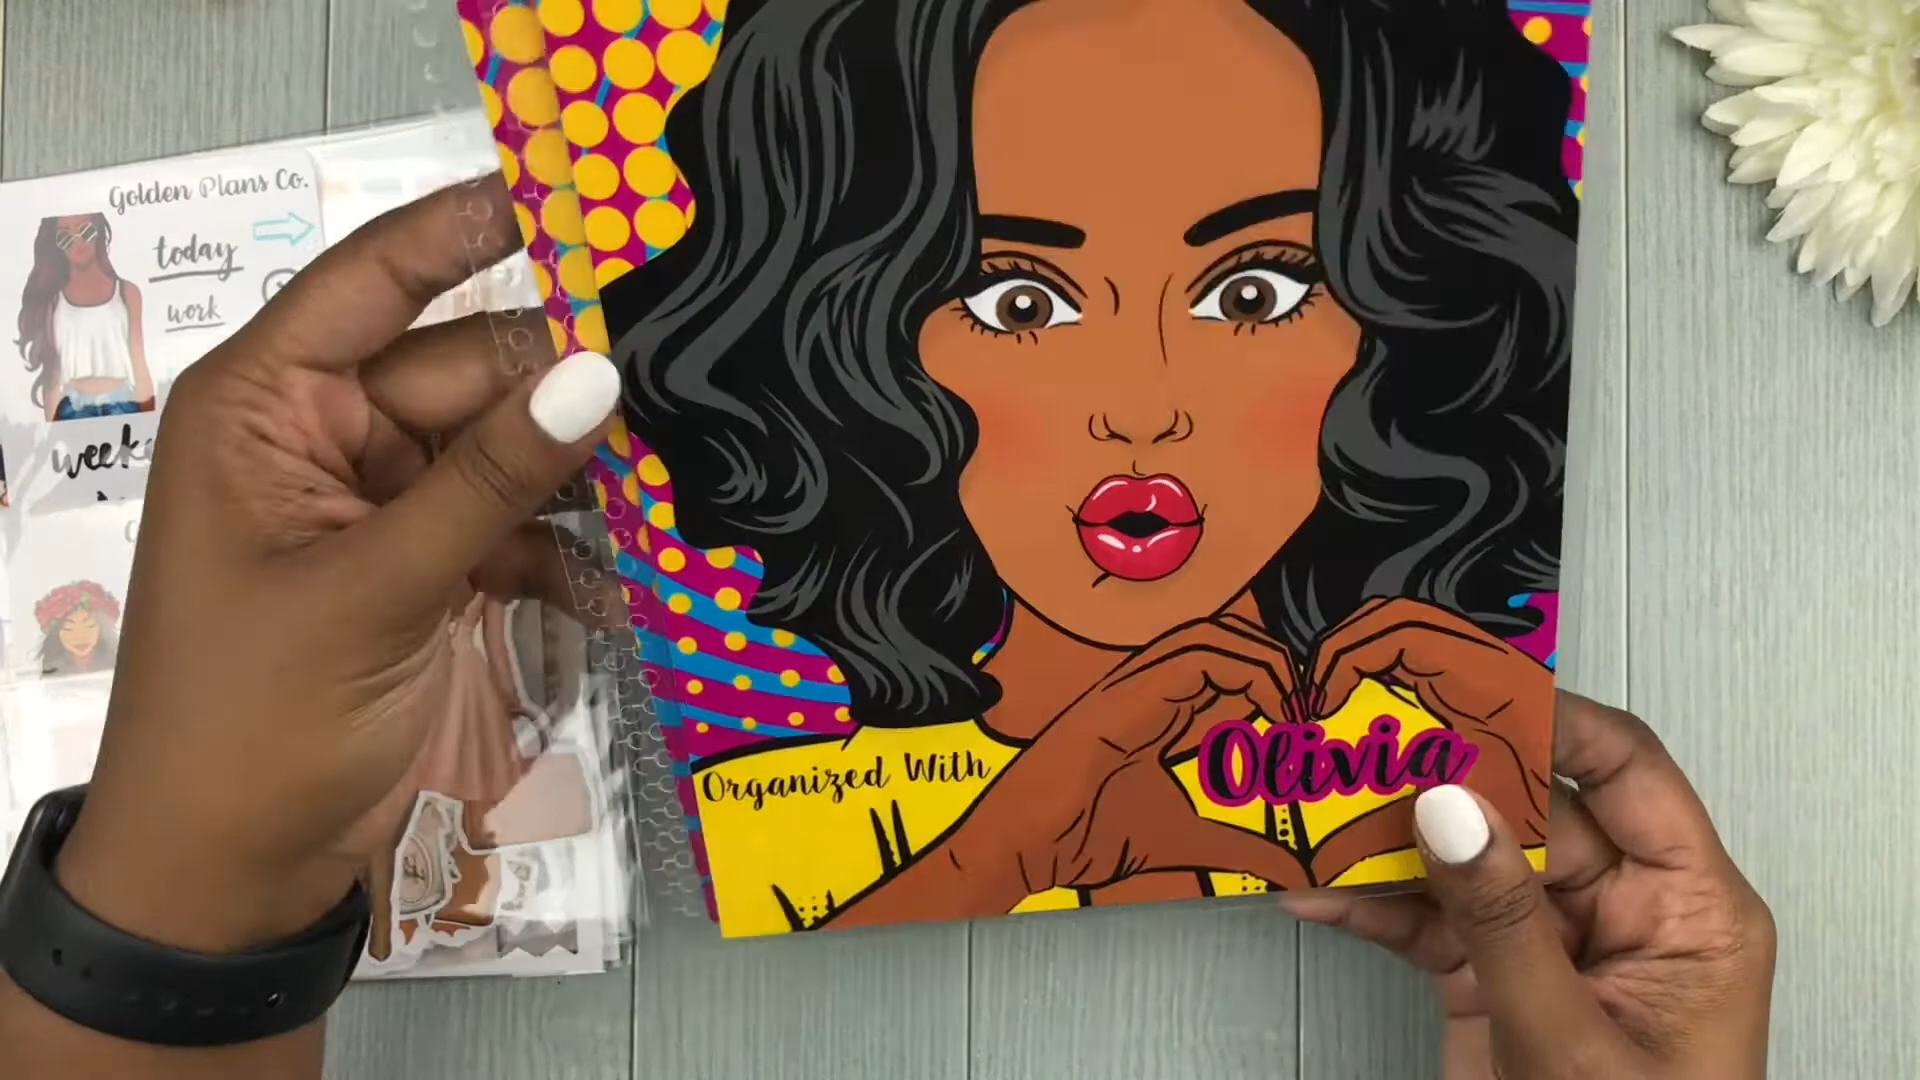 Golden Plans Co.
today
work
Organized With
Olivia